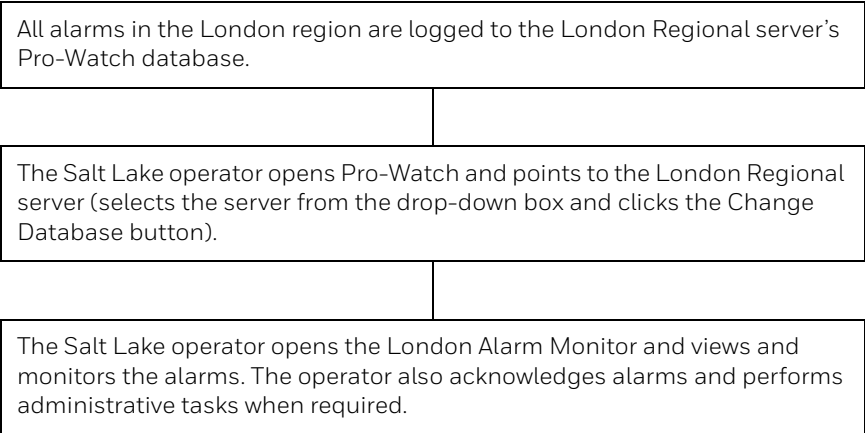 All alarms in the London region are logged to the London Regional server’s
Pro-Watch database.
The Salt Lake operator opens Pro-Watch and points to the London Regional
server (selects the server from the drop-down box and clicks the Change
Database button).
The Salt Lake operator opens the London Alarm Monitor and views and
monitors the alarms. The operator also acknowledges alarms and performs
administrative tasks when required.